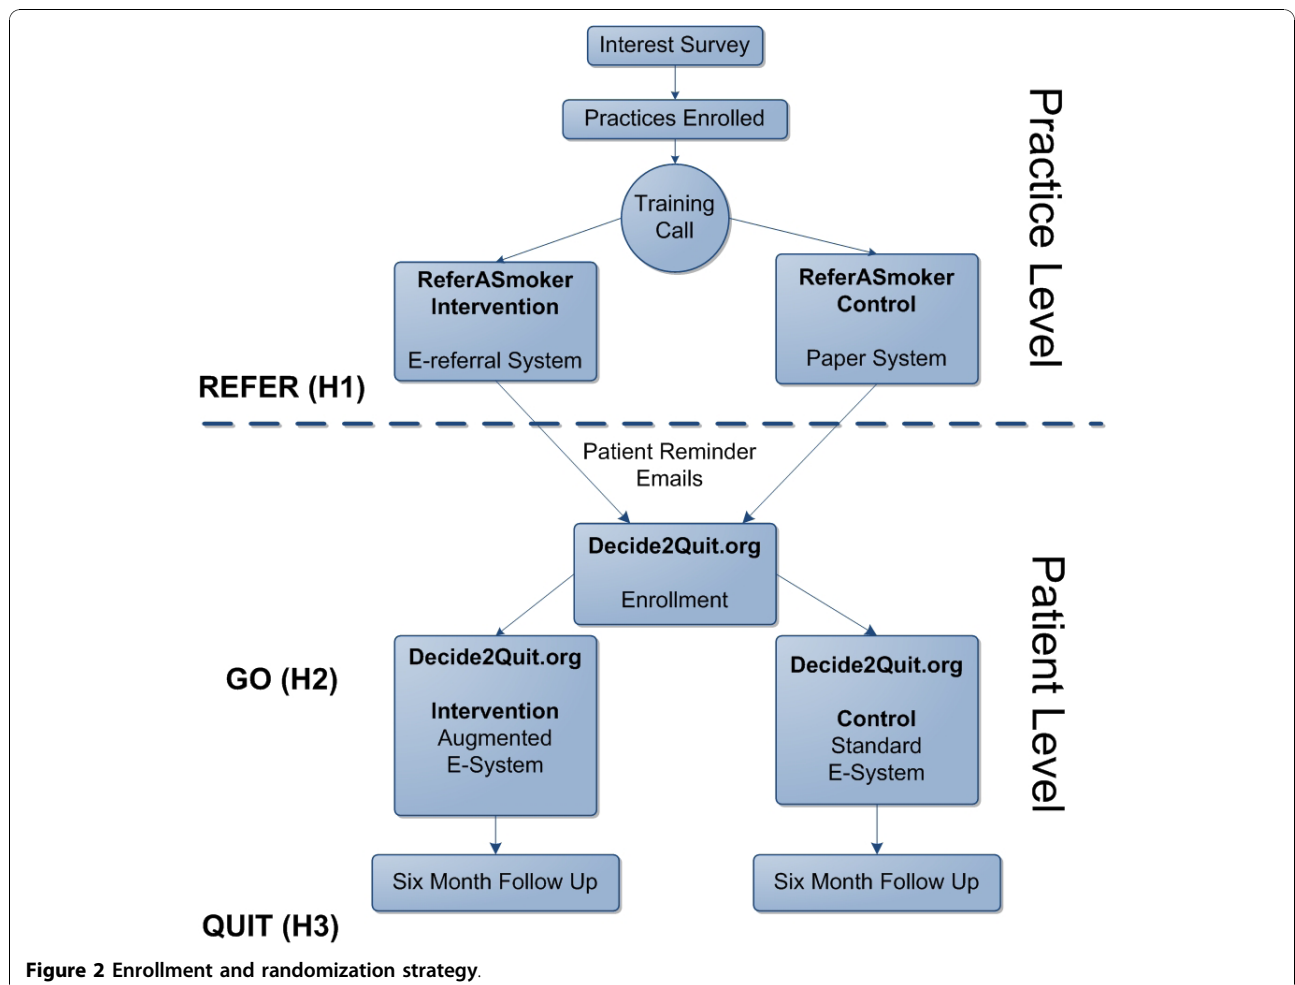 Interest Survey
Practices Enrolled
Training
Call
Practice Level
ReferASmoker
Intervention
E-referral System
ReferASmoker
Control
Paper System
REFER (H1)
Patient Reminder
Emails
Decide2Quit.org
Enrollment
Patient Level
GO (H2)
Decide2Quit.org
Intervention
Augmented
E-System
Decide2Quit.org
Control
Standard
E-System
Six Month Follow Up
Six Month Follow Up
QUIT (H3)
Figure 2 Enrollment and randomization strategy.